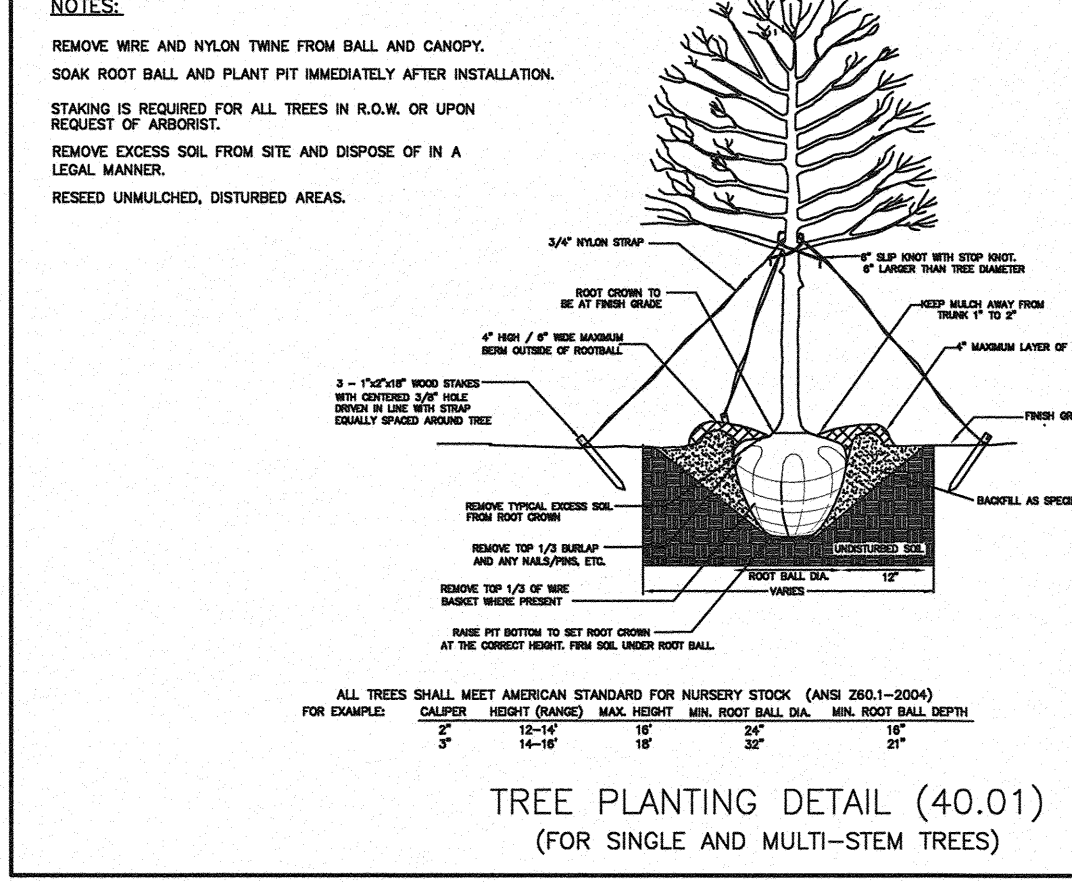 NOTES:
REMOVE WIRE AND NYLON TWINE FROM BALL AND CANOPY.
SOAK ROOT BALL AND PLANT PIT IMMEDIATELY AFTER INSTALLATION.
STAKING IS REQUIRED FOR ALL TREES IN R.O.W. OR UPON
REQUEST OF ARBORIST.
REMOVE EXCESS SOIL FROM SITE AND DISPOSE OF IN A
LEGAL MANNER.
RESEED UNMULCHED, DISTURBED AREAS.
3/4" NYLON STRAP
6" SLIP KNOT WITH STOP KNOT.
6" LARGER THAN TREE DIAMETER
ROOT CROWN TO
BE AT FINISH GRADE
KEEP MULCH AWAY FROM
TRUNK 1" TO 2"
4" HIGH / 6" WIDE MAXIMUM
BERM OUTSIDE OF ROOTBALL
4" MAXIMUM LAYER OF
3 - 1"x2"x18" WOOD STAKES
WITH CENTERED 3/8" HOLE
DRIVEN IN LINE WITH STRAP
EQUALLY SPACED AROUND TREE
FINISH GR
REMOVE TYPICAL EXCESS SOIL
FROM ROOT CROWN
BACKFILL AS SPECI
REMOVE TOP 1/3 BURLAP
AND ANY NAILS/PINS, ETC.
UNDISTURBED SOIL
ROOT BALL DIA. 12"
VARIES
REMOVE TOP 1/3 OF WIRE
BASKET WHERE PRESENT
RAISE PIT BOTTOM TO SET ROOT CROWN
AT THE CORRECT HEIGHT. FIRM SOIL UNDER ROOT BALL.
ALL TREES SHALL MEET AMERICAN STANDARD FOR NURSERY STOCK (ANSI Z60.1-2004)
FOR EXAMPLE: CALIPER HEIGHT (RANGE) MAX. HEIGHT MIN. ROOT BALL DIA. MIN. ROOT BALL DEPTH
2" 12-14' 16' 24" 16"
3" 14-16' 18' 32" 21"
TREE PLANTING DETAIL (40.01)
(FOR SINGLE AND MULTI-STEM TREES)